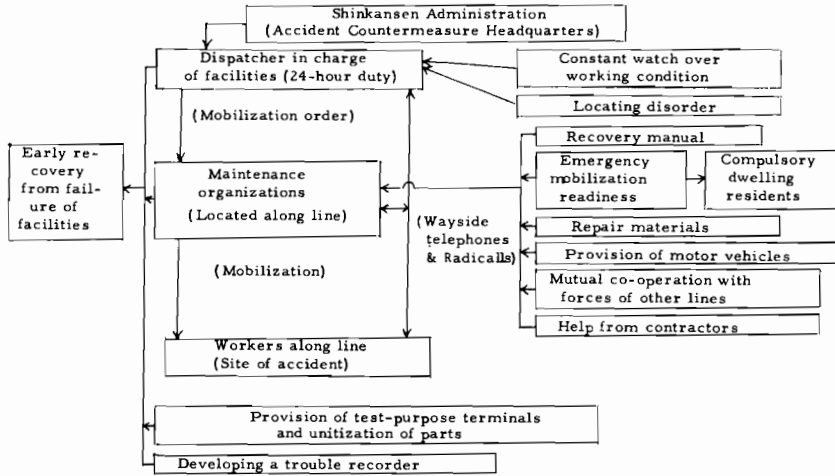 Shinkansen Administration
(Accident Countermeasure Headquarters)
Dispatcher in charge
of facilities (24-hour duty)
Constant watch over
working condition
Locating disorder
(Mobilization order)
Recovery manual
Early re-
covery
from fail-
ure of
facilities
Maintenance
organizations
(Located along line)
Emergency
mobilization
readiness
Compulsory
dwelling
residents
(Wayside
telephones
& Radicalls)
Repair materials
Provision of motor vehicles
(Mobilization)
Mutual co-operation with
forces of other lines
Help from contractors
Workers along line
(Site of accident)
Provision of test-purpose terminals
and unitization of parts
Developing a trouble recorder